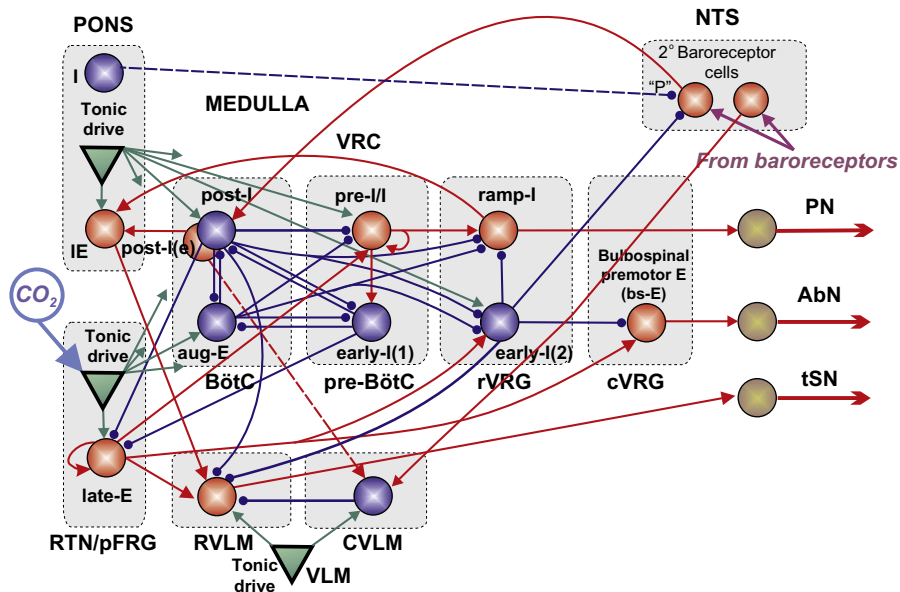 PONS
NTS
2° Baroreceptor
cells
"P"
I
Tonic
drive
MEDULLA
VRC
From baroreceptors
post-I
pre-I/I
ramp-I
PN
IE
post-I(e)
Bulbospinal
premotor E
(bs-E)
CO2
AbN
Tonic
drive
aug-E
early-I(1)
early-I(2)
BötC
pre-BötC
rVRG
cVRG
tSN
late-E
RTN/pFRG
RVLM
CVLM
Tonic
drive
VLM